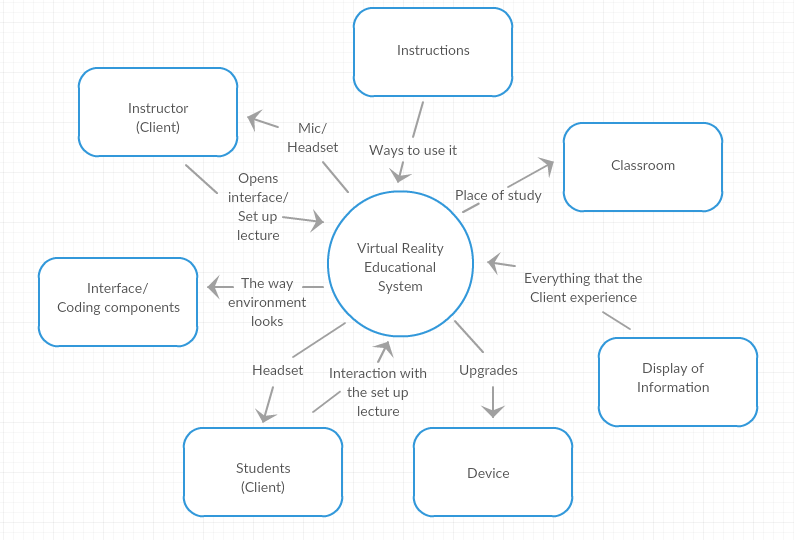 Instructions
Instructor
(Client)
Mic/
Headset
Ways to use it
Classroom
Place of study
Opens
interface/
Set up
lecture
Virtual Reality
Educational
System
Interface/
Coding components
The way
environment
looks
Everything that the
Client experience
Headset
Interaction with
the set up
lecture
Upgrades
Display of
Information
Students
(Client)
Device